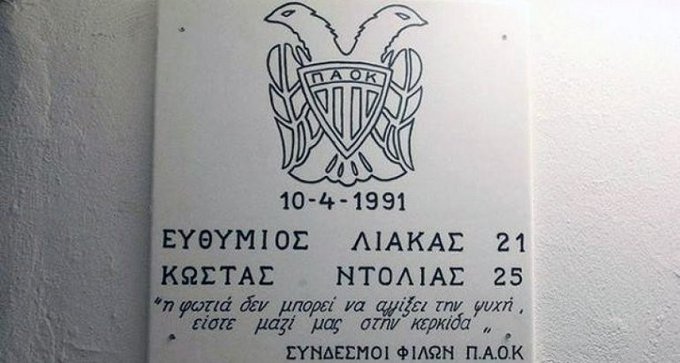 ΠΑΟΚ
10-4-1991
ΕΥΘΥΜΙΟΣ ΛΙΑΚΑΣ 21
ΚΩΣΤΑΣ ΝΤΟΛΙΑΣ 25
"η φωτιά δεν μπορεί να αγγίξει την ψυχή,
είστε μαζί μας στην κερκίδα"
ΣΥΝΔΕΣΜΟΙ ΦΙΛΩΝ Π.Α.Ο.Κ